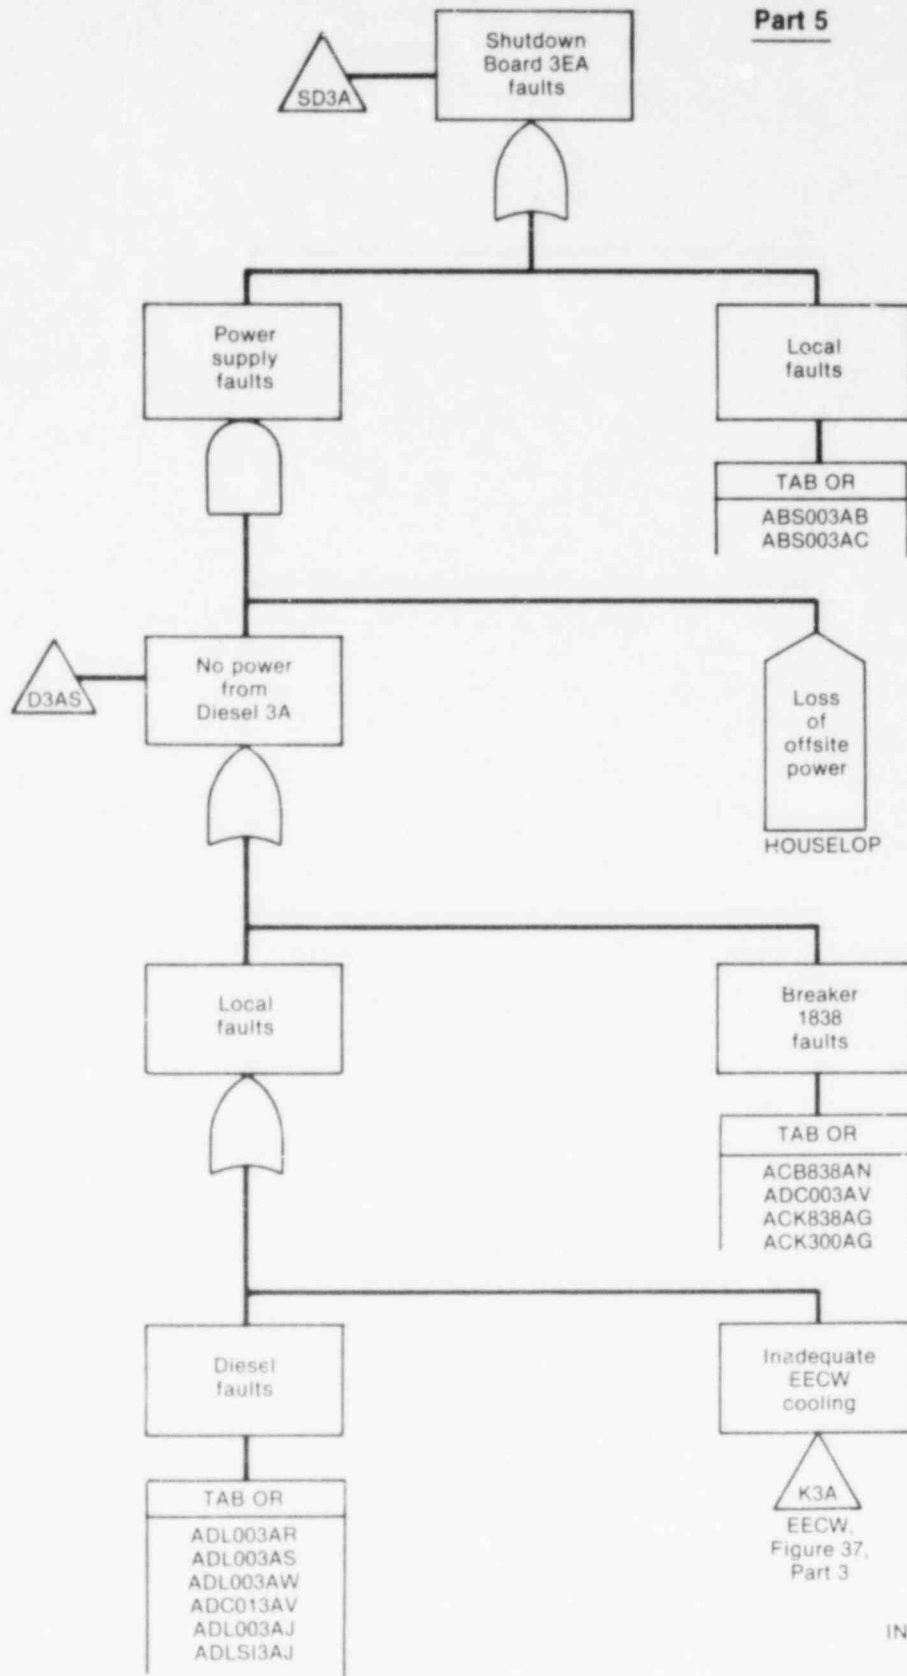 Part 5
Shutdown
Board 3EA
faults
SD3A
Power
supply
faults
Local
faults
TAB OR
ABS003AB
ABS003AC
D3AS
No power
from
Diesel 3A
Loss
of
offsite
power
HOUSELOP
Local
faults
Breaker
1838
faults
TAB OR
ACB838AN
ADC003AV
ACK838AG
ACK300AG
Diesel
faults
Inadequate
EECW
cooling
TAB OR
ADL003AR
ADL003AS
ADL003AW
ADC013AV
ADL003AJ
ADLSI3AJ
K3A
EECW,
Figure 37,
Part 3
IN